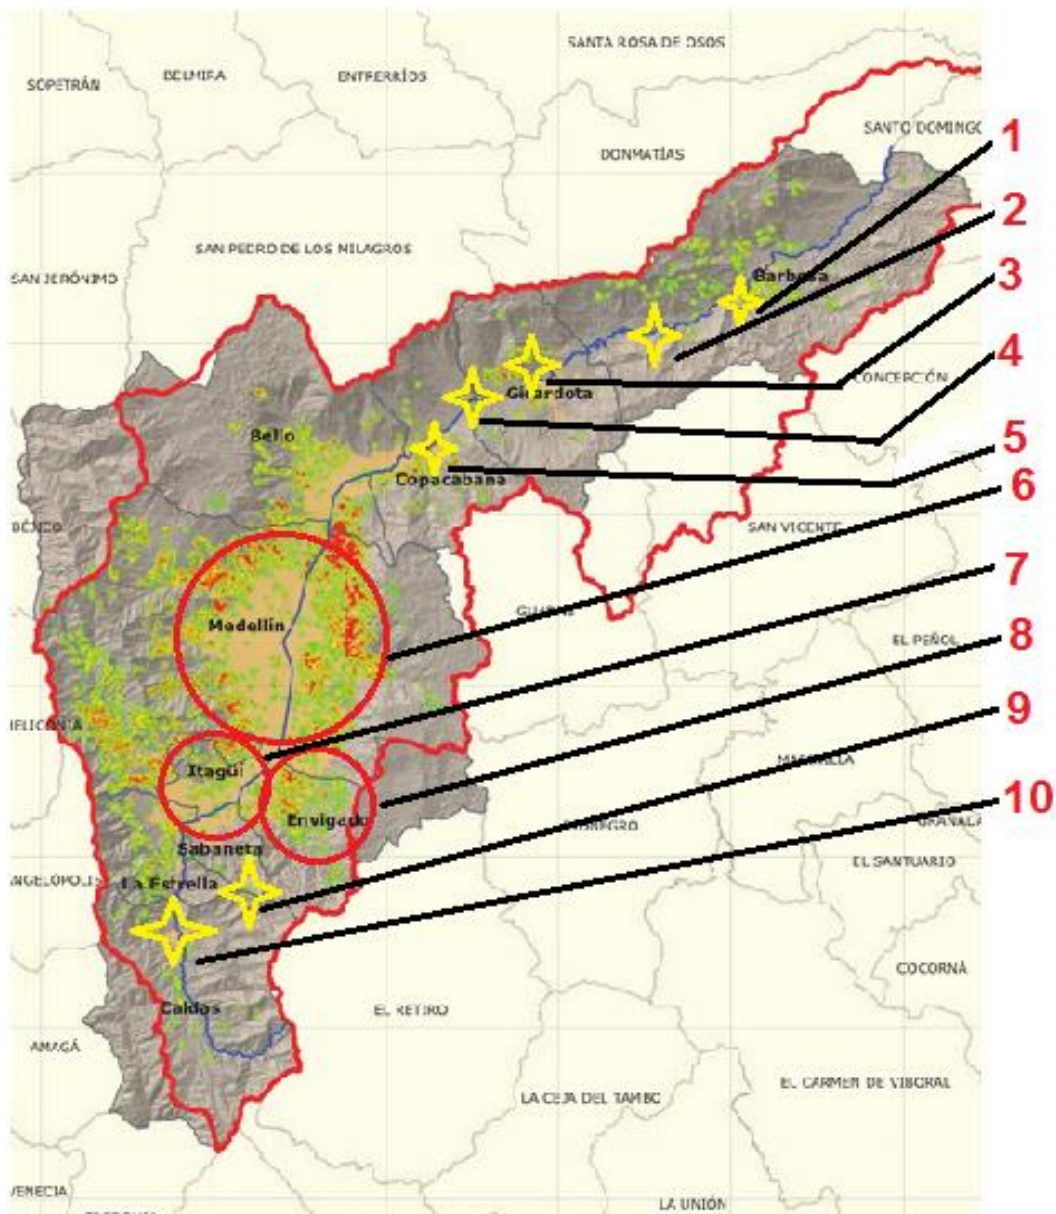 SANTA ROSA DE OSOS
BELMIRA
ENTRERRÍOS
SOPETRÁN
SANTO DOMINGO
1
DONMATÍAS
2
SAN PEDRO DE LOS MILAGROS
SAN JERÓNIMO
Barbosa
3
4
CONCEPCIÓN
Girardota
Bello
5
Copacabana
6
SAN VICENTE
7
Medellín
EL PEÑOL
8
9
Itagüí
10
Envigado
Sabaneta
EL SANTUARIO
La Estrella
COCORNÁ
Caldas
EL RETIRO
AMAGÁ
EL CARMEN DE VIBORAL
LA CEJA DEL TAMBO
LA UNIÓN